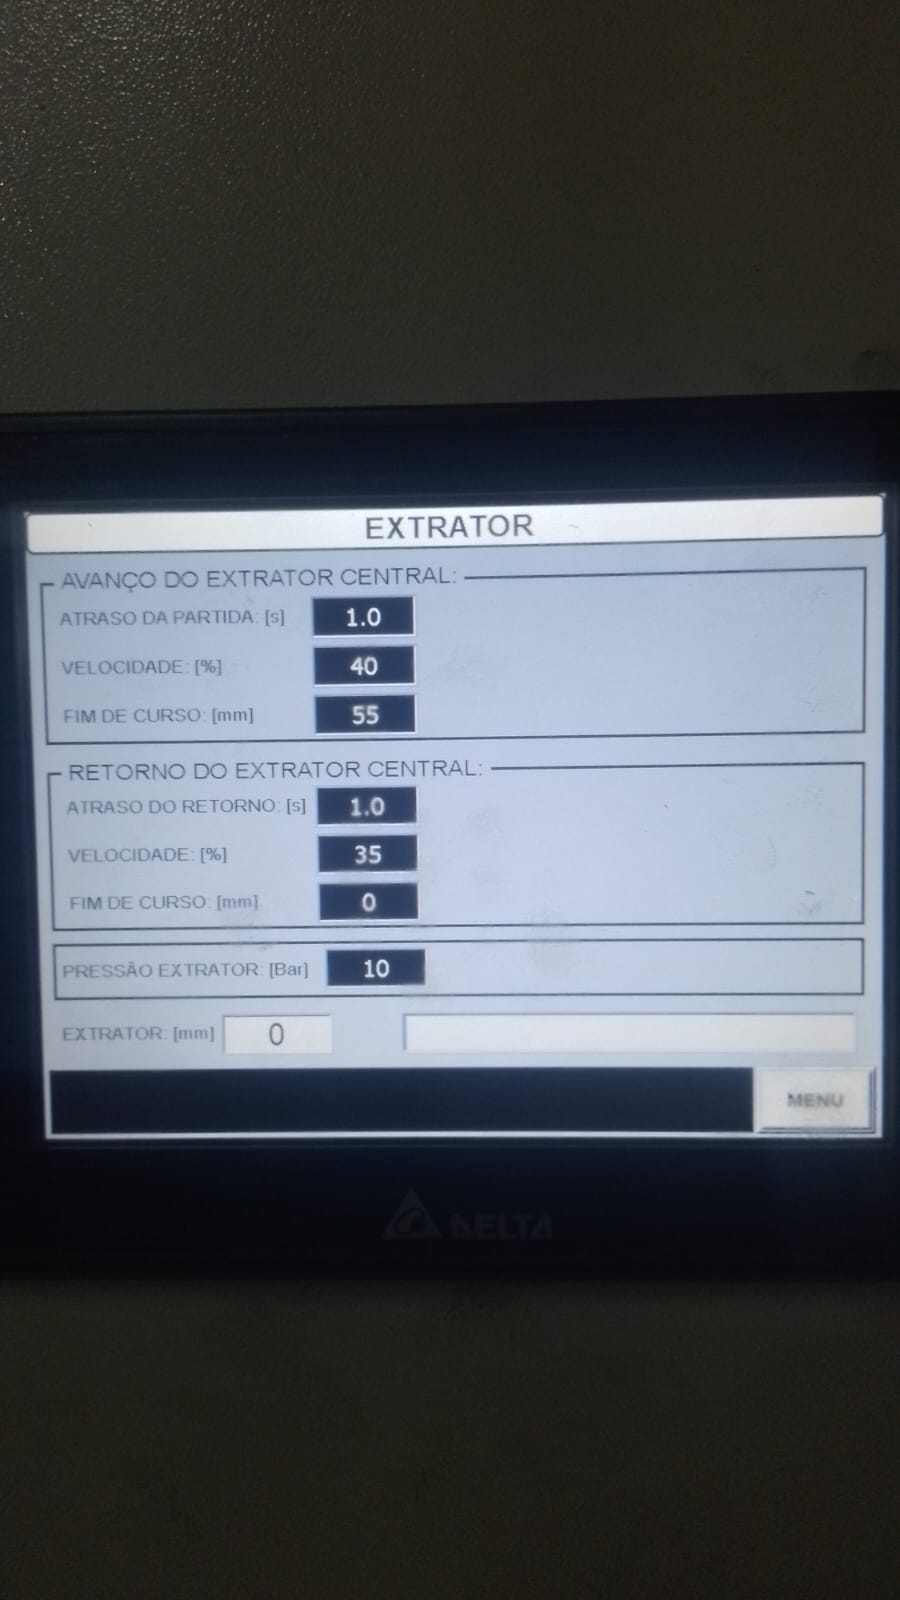 EXTRATOR
AVANÇO DO EXTRATOR CENTRAL:
ATRASO DA PARTIDA: [s] 1.0
VELOCIDADE: [%] 40
FIM DE CURSO: [mm] 55
RETORNO DO EXTRATOR CENTRAL:
ATRASO DO RETORNO: [s] 1.0
VELOCIDADE: [%] 35
FIM DE CURSO: [mm] 0
PRESSÃO EXTRATOR: [Bar] 10
EXTRATOR: [mm] 0
MENU
DELTA